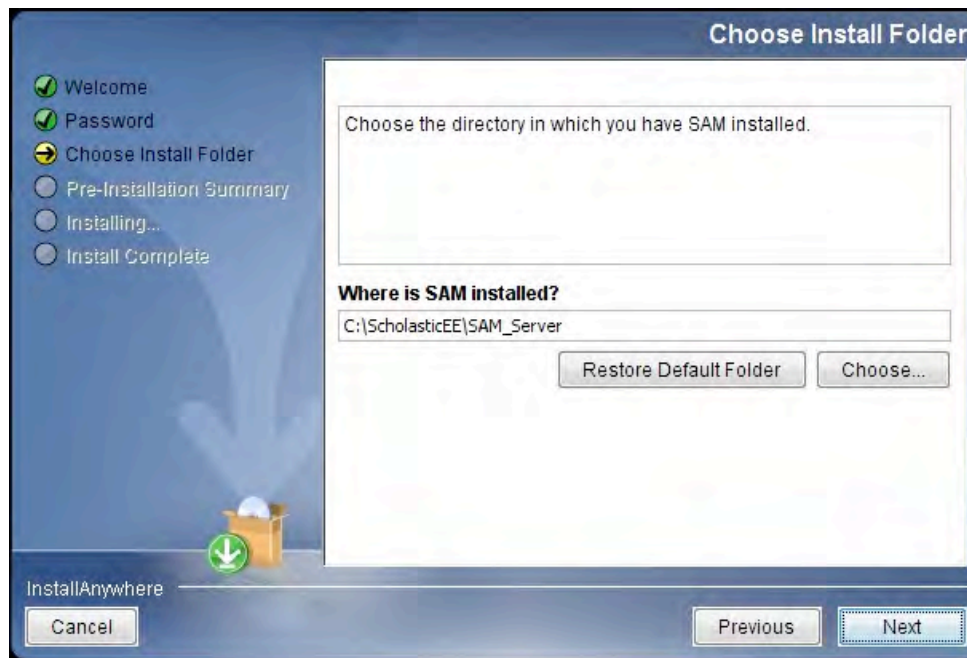 Choose Install Folder
Welcome
Password
Choose Install Folder
Pre-Installation Summary
Installing...
Install Complete
Choose the directory in which you have SAM installed.
Where is SAM installed?
C:\ScholasticEE\SAM_Server
Restore Default Folder
Choose...
InstallAnywhere
Cancel
Previous
Next